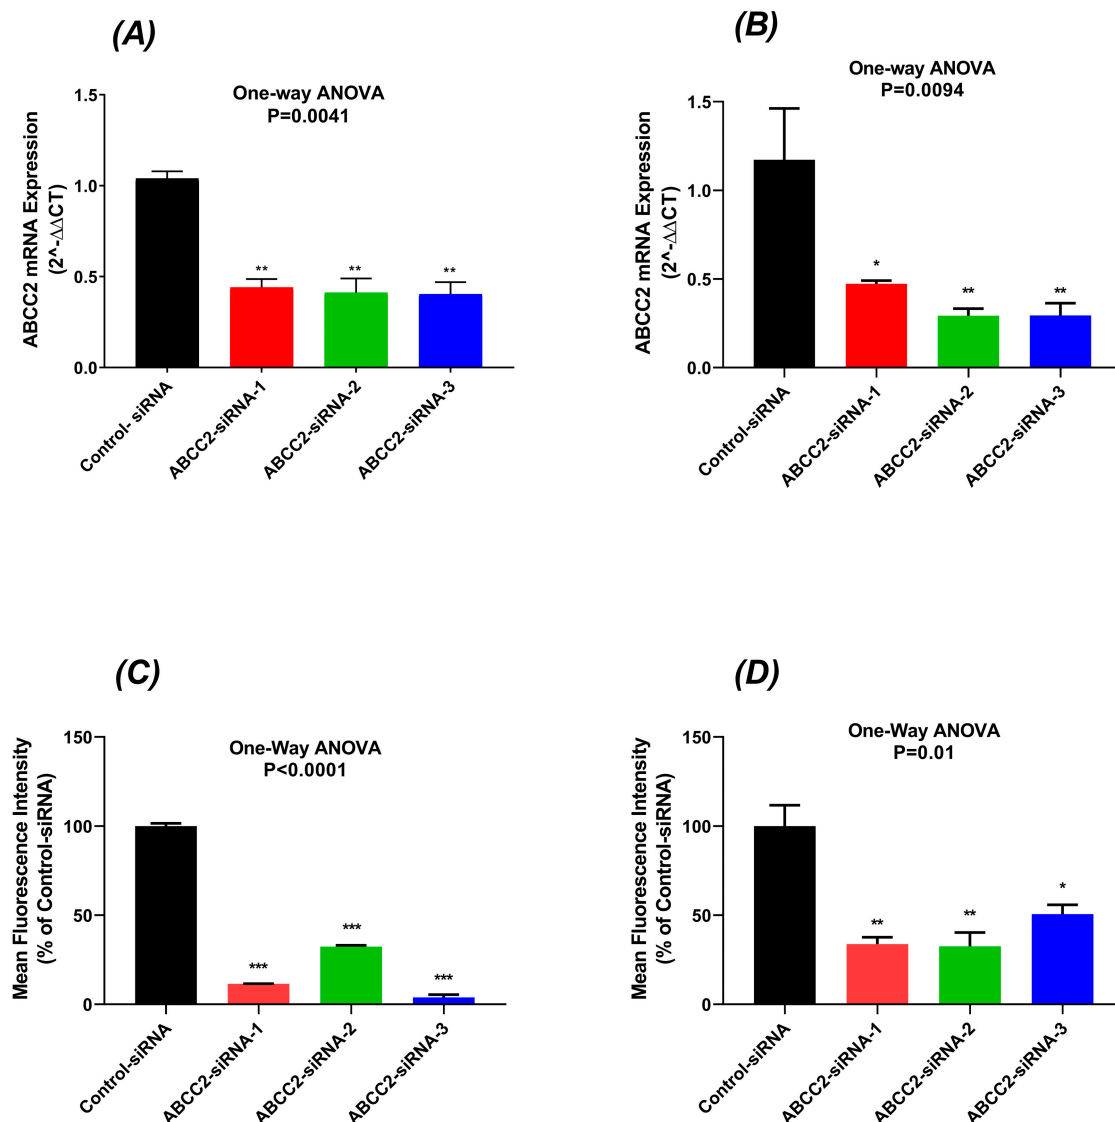 (A)
One-way ANOVA
P=0.0041
ABCC2 mRNA Expression
(2^-ΔΔCT)
1.5
1.0
0.5
0.0
**
**
**
Control- siRNA
ABCC2-siRNA-1
ABCC2-siRNA-2
ABCC2-siRNA-3
(B)
One-way ANOVA
P=0.0094
ABCC2 mRNA Expression
(2^-ΔΔCT)
1.5
1.0
0.5
0.0
*
**
**
Control-siRNA
ABCC2-siRNA-1
ABCC2-siRNA-2
ABCC2-siRNA-3
(C)
One-Way ANOVA
P<0.0001
Mean Fluorescence Intensity
(% of Control-siRNA)
150
100
50
0
***
***
***
Control-siRNA
ABCC2-siRNA-1
ABCC2-siRNA-2
ABCC2-siRNA-3
(D)
One-Way ANOVA
P=0.01
Mean Fluorescence Intensity
(% of Control-siRNA)
150
100
50
0
**
**
*
Control-siRNA
ABCC2-siRNA-1
ABCC2-siRNA-2
ABCC2-siRNA-3